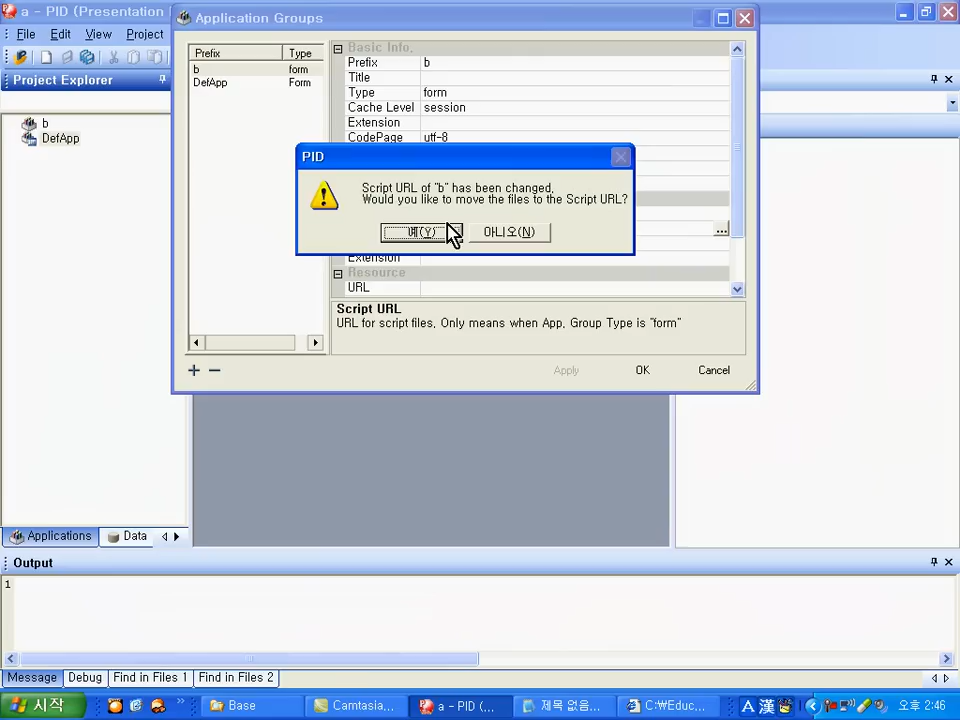 a - PID (Presentation
Application Groups
File Edit View Project
Project Explorer
b
DefApp
Prefix Type
b form
DefApp Form
Basic Info.
Prefix b
Title
Type form
Cache Level session
Extension
CodePage utf-8
PID
Script URL of "b" has been changed.
Would you like to move the files to the Script URL?
예(Y)
아니오(N)
...
Extension
Resource
URL
Script URL
URL for script files, Only means when App, Group Type is "form"
Apply OK Cancel
Applications Data
Output
1
Message Debug Find in Files 1 Find in Files 2
시작
Base
Camtasia...
a - PID (...
제목 없음...
C:\Educ...
A 漢
오후 2:46